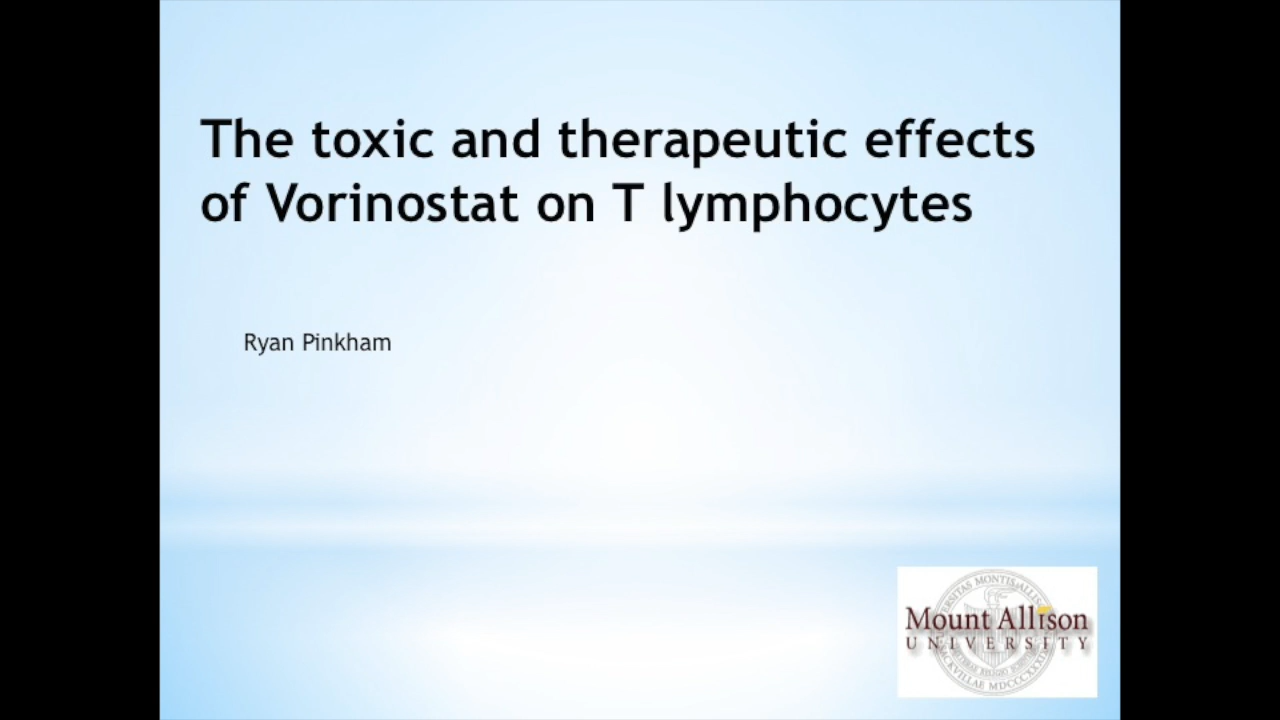 The toxic and therapeutic effects
of Vorinostat on T lymphocytes
Ryan Pinkham
Mount Allison
UNIVERSITY